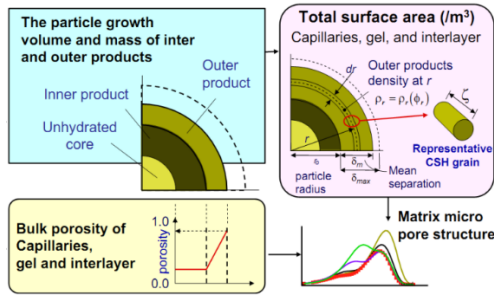 The particle growth
volume and mass of inter
and outer products
Outer
product
Inner product
Unhydrated
core
Total surface area (/m³)
Capillaries, gel, and interlayer
dr
Outer products
density at r
ρr = ρr(ϕr)
ζ
r
Representative
CSH grain
particle
radius
δm
δmax
Mean
separation
Bulk porosity of
Capillaries,
gel and interlayer
1.0
porosity
0.0
Matrix micro
pore structure